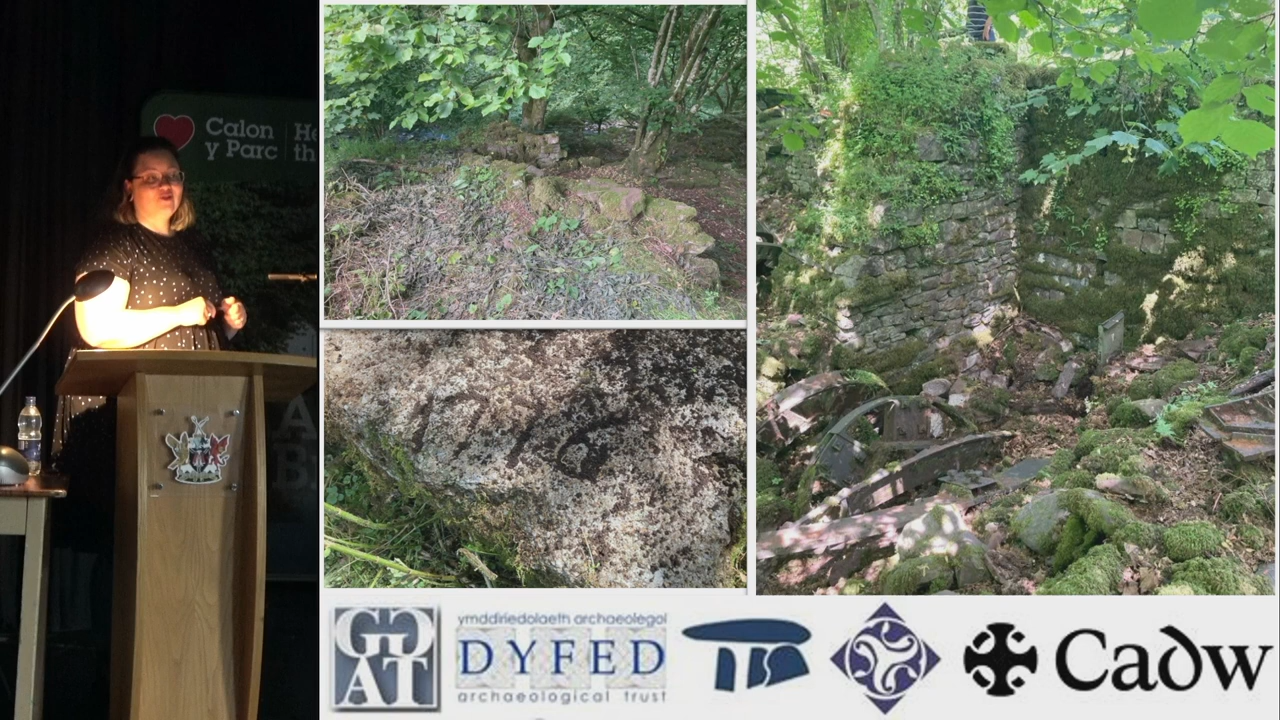 Calon
y Parc
He
th
GGAT
ymddiriedolaeth archaeolegol
DYFED
archaeological trust
Cadw